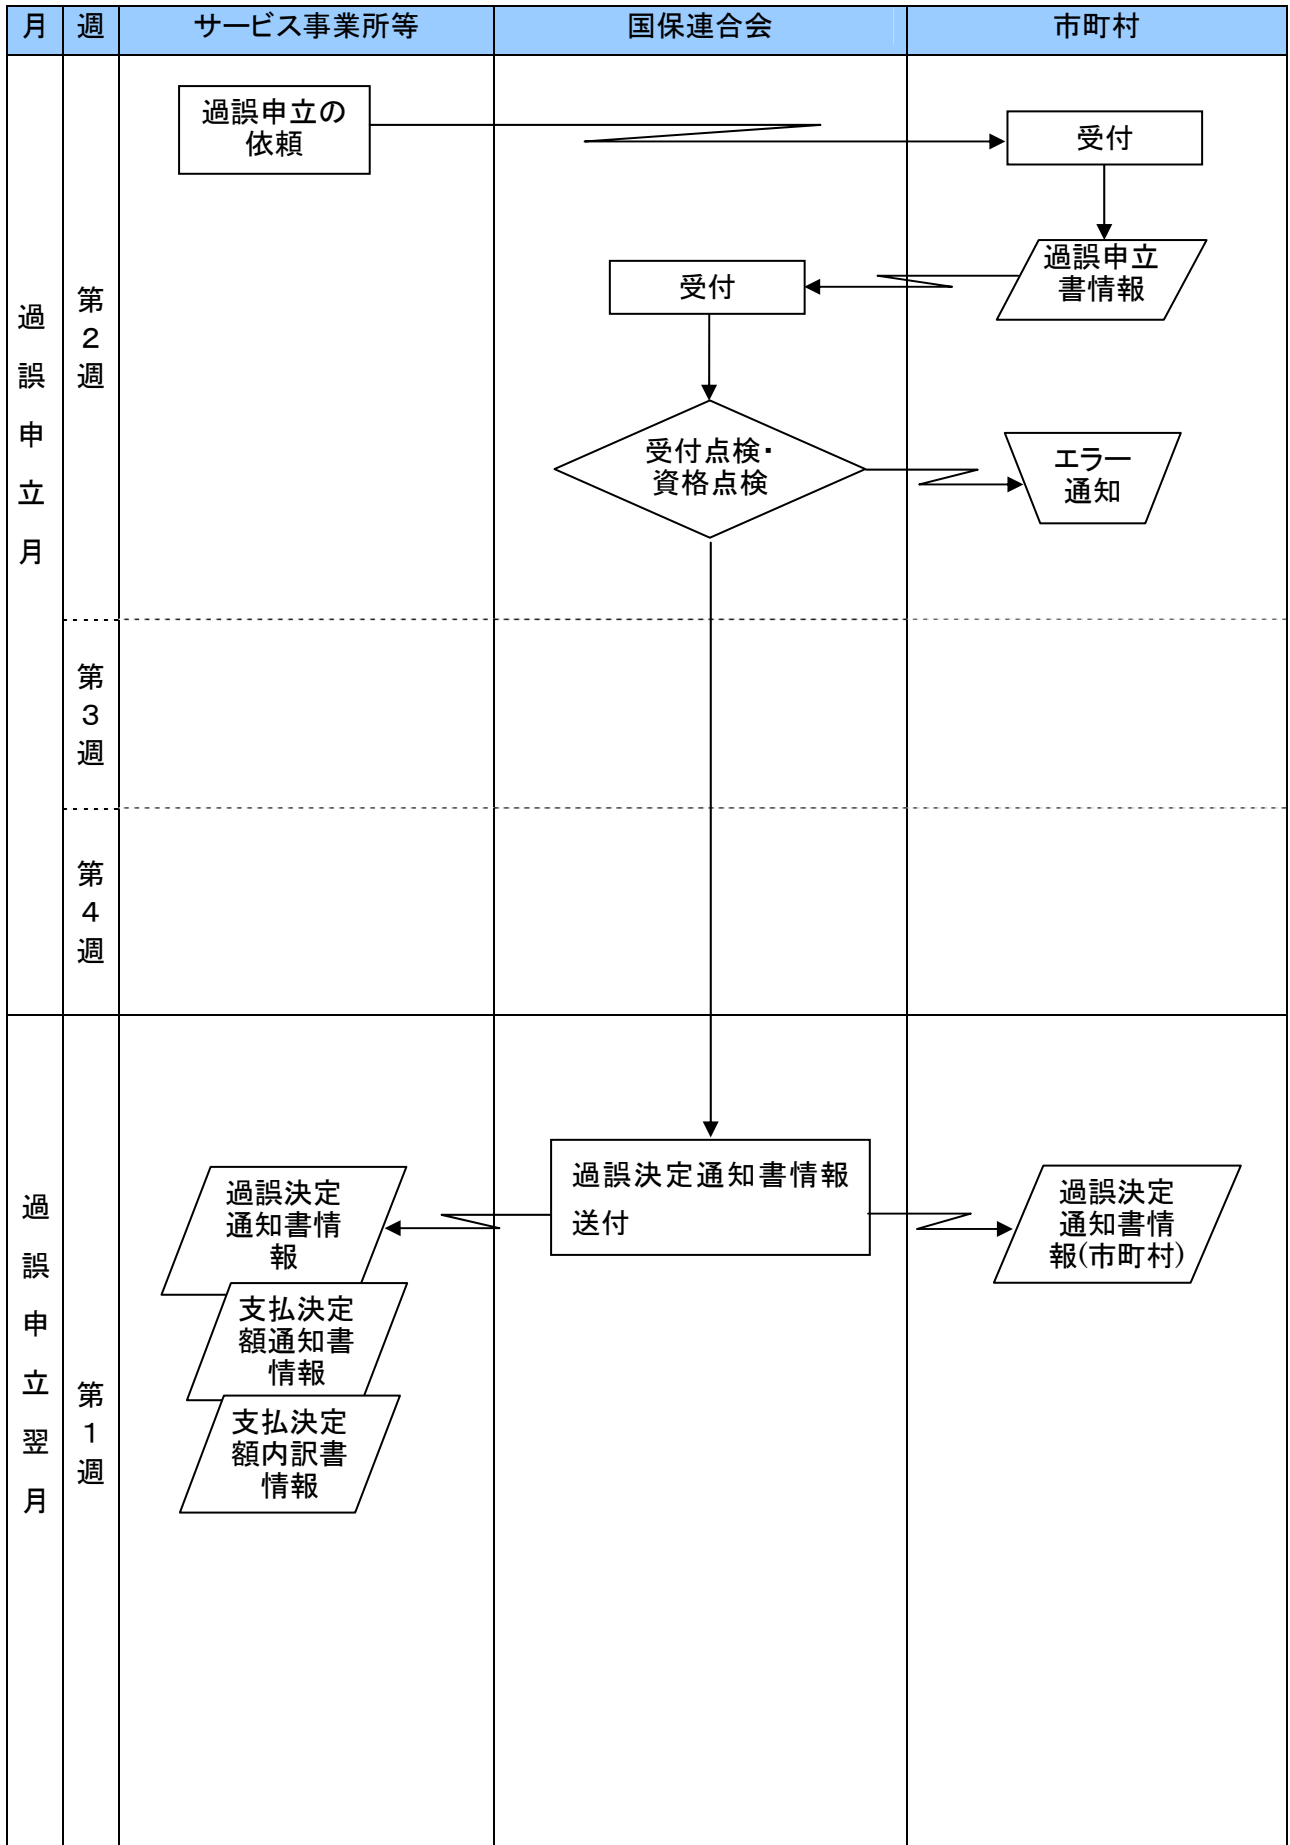 月 週 サービス事業所等 国保連合会 市町村
過誤申立月
第2週
過誤申立の
依頼
受付
過誤申立
書情報
受付
受付点検・
資格点検
エラー
通知
第3週
第4週
過誤申立翌月
第1週
過誤決定通知書情報
送付
過誤決定
通知書情
報
支払決定
額通知書
情報
支払決定
額内訳書
情報
過誤決定
通知書情
報(市町村)